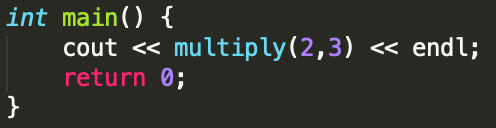 int main() {
    cout << multiply(2,3) << endl;
    return 0;
}